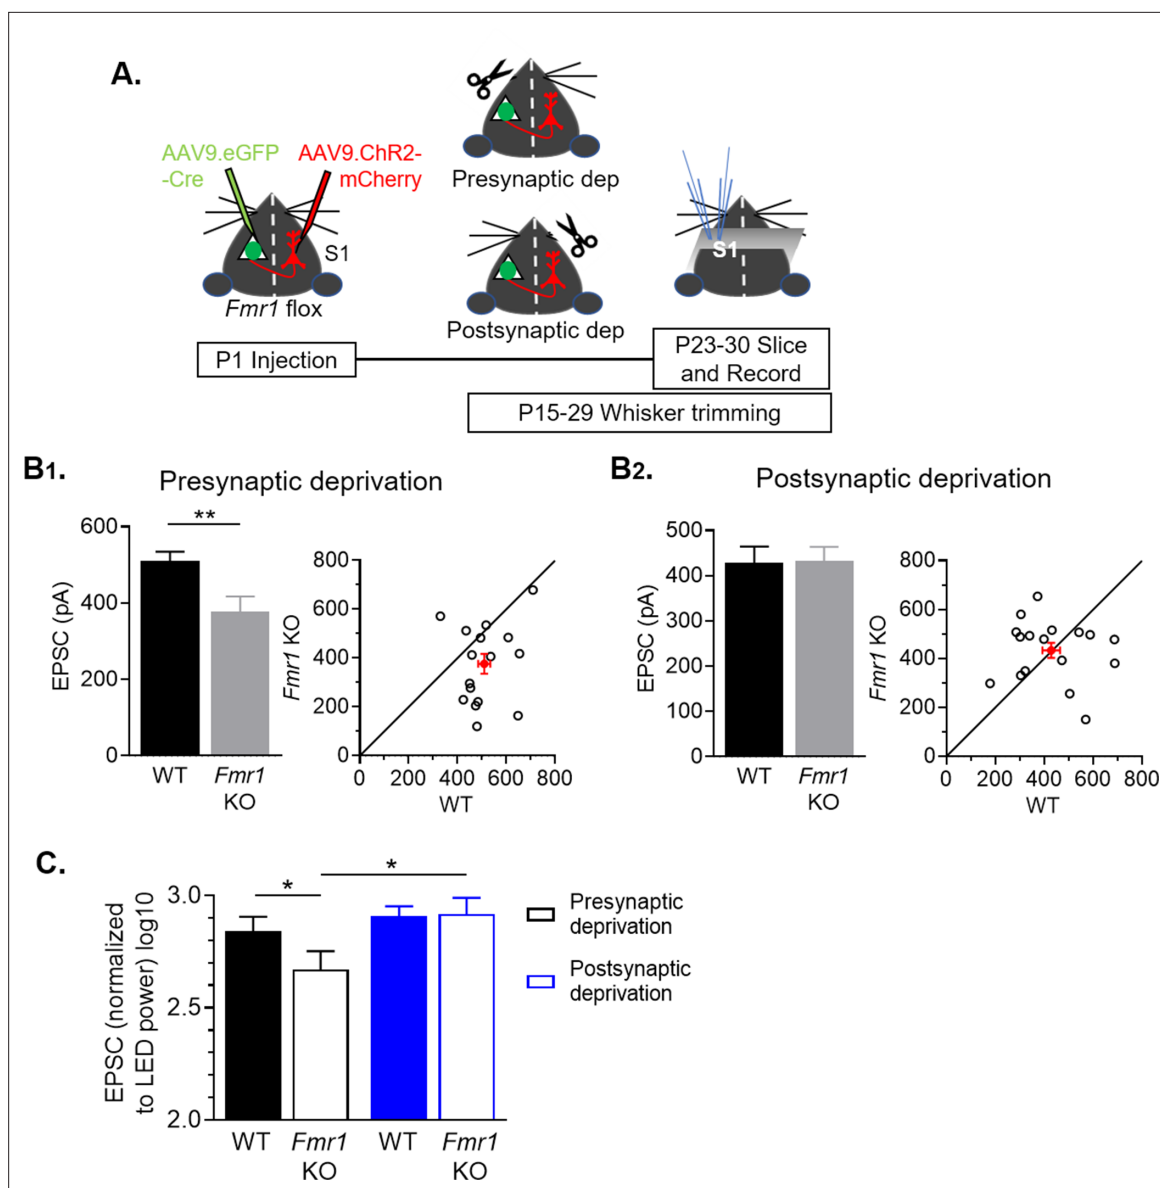 A.
AAV9.eGFP
-Cre
AAV9.ChR2-
mCherry
S1
Fmr1 flox
Presynaptic dep
Postsynaptic dep
S1
P1 Injection
P23-30 Slice
and Record
P15-29 Whisker trimming
B1.
Presynaptic deprivation
**
600
400
200
0
EPSC (pA)
WT
Fmr1
KO
800
600
400
200
0
Fmr1 KO
0
200
400
600
800
WT
B2.
Postsynaptic deprivation
500
400
300
200
100
0
EPSC (pA)
WT
Fmr1
KO
800
600
400
200
0
Fmr1 KO
0
200
400
600
800
WT
C.
*
*
3.0
2.5
2.0
EPSC (normalized
to LED power) log10
WT
Fmr1
KO
WT
Fmr1
KO
Presynaptic
deprivation
Postsynaptic
deprivation